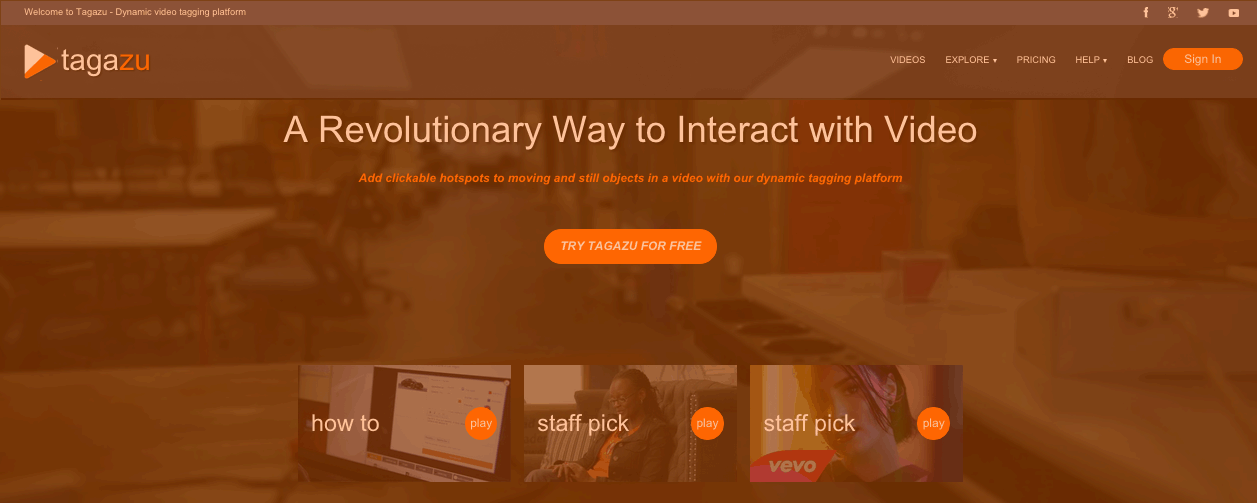 Welcome to Tagazu - Dynamic video tagging platform
tagazu
VIDEOS EXPLORE ▾ PRICING HELP ▾ BLOG Sign In
A Revolutionary Way to Interact with Video
Add clickable hotspots to moving and still objects in a video with our dynamic tagging platform
TRY TAGAZU FOR FREE
how to play
staff pick play
staff pick play
vevo